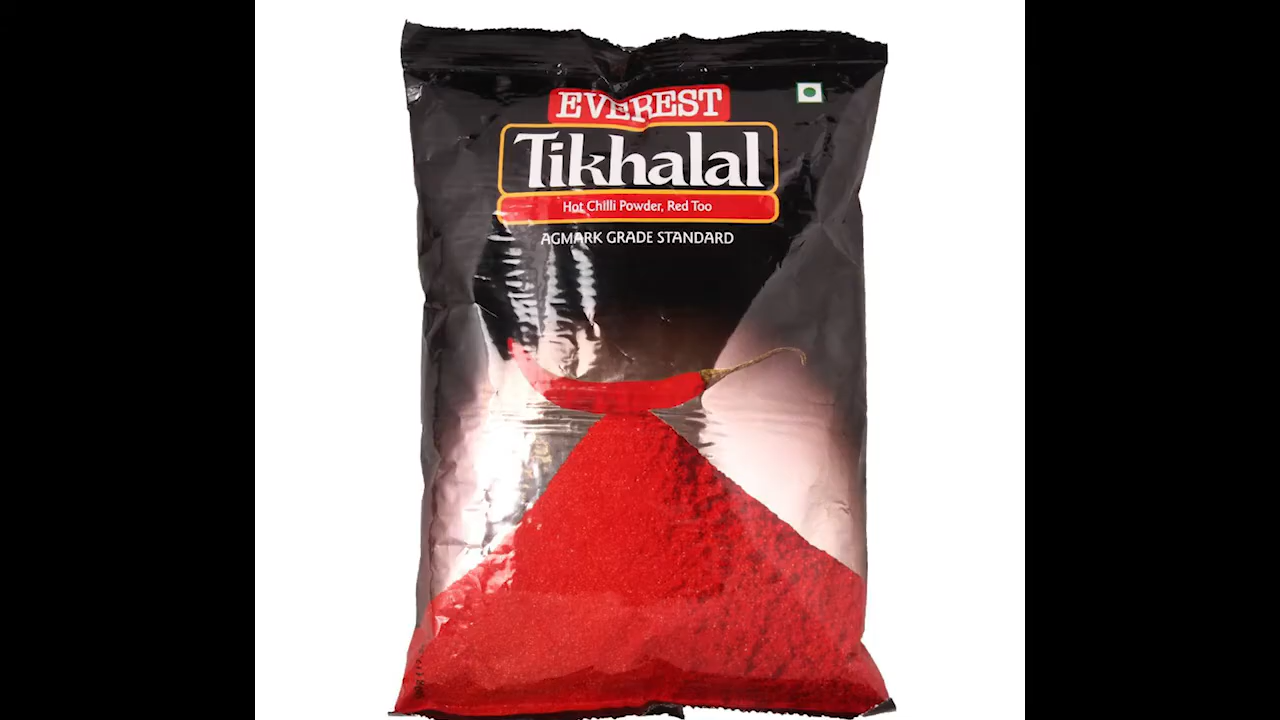 EVEREST
Tikhalal
Hot Chilli Powder, Red Too
AGMARK GRADE STANDARD